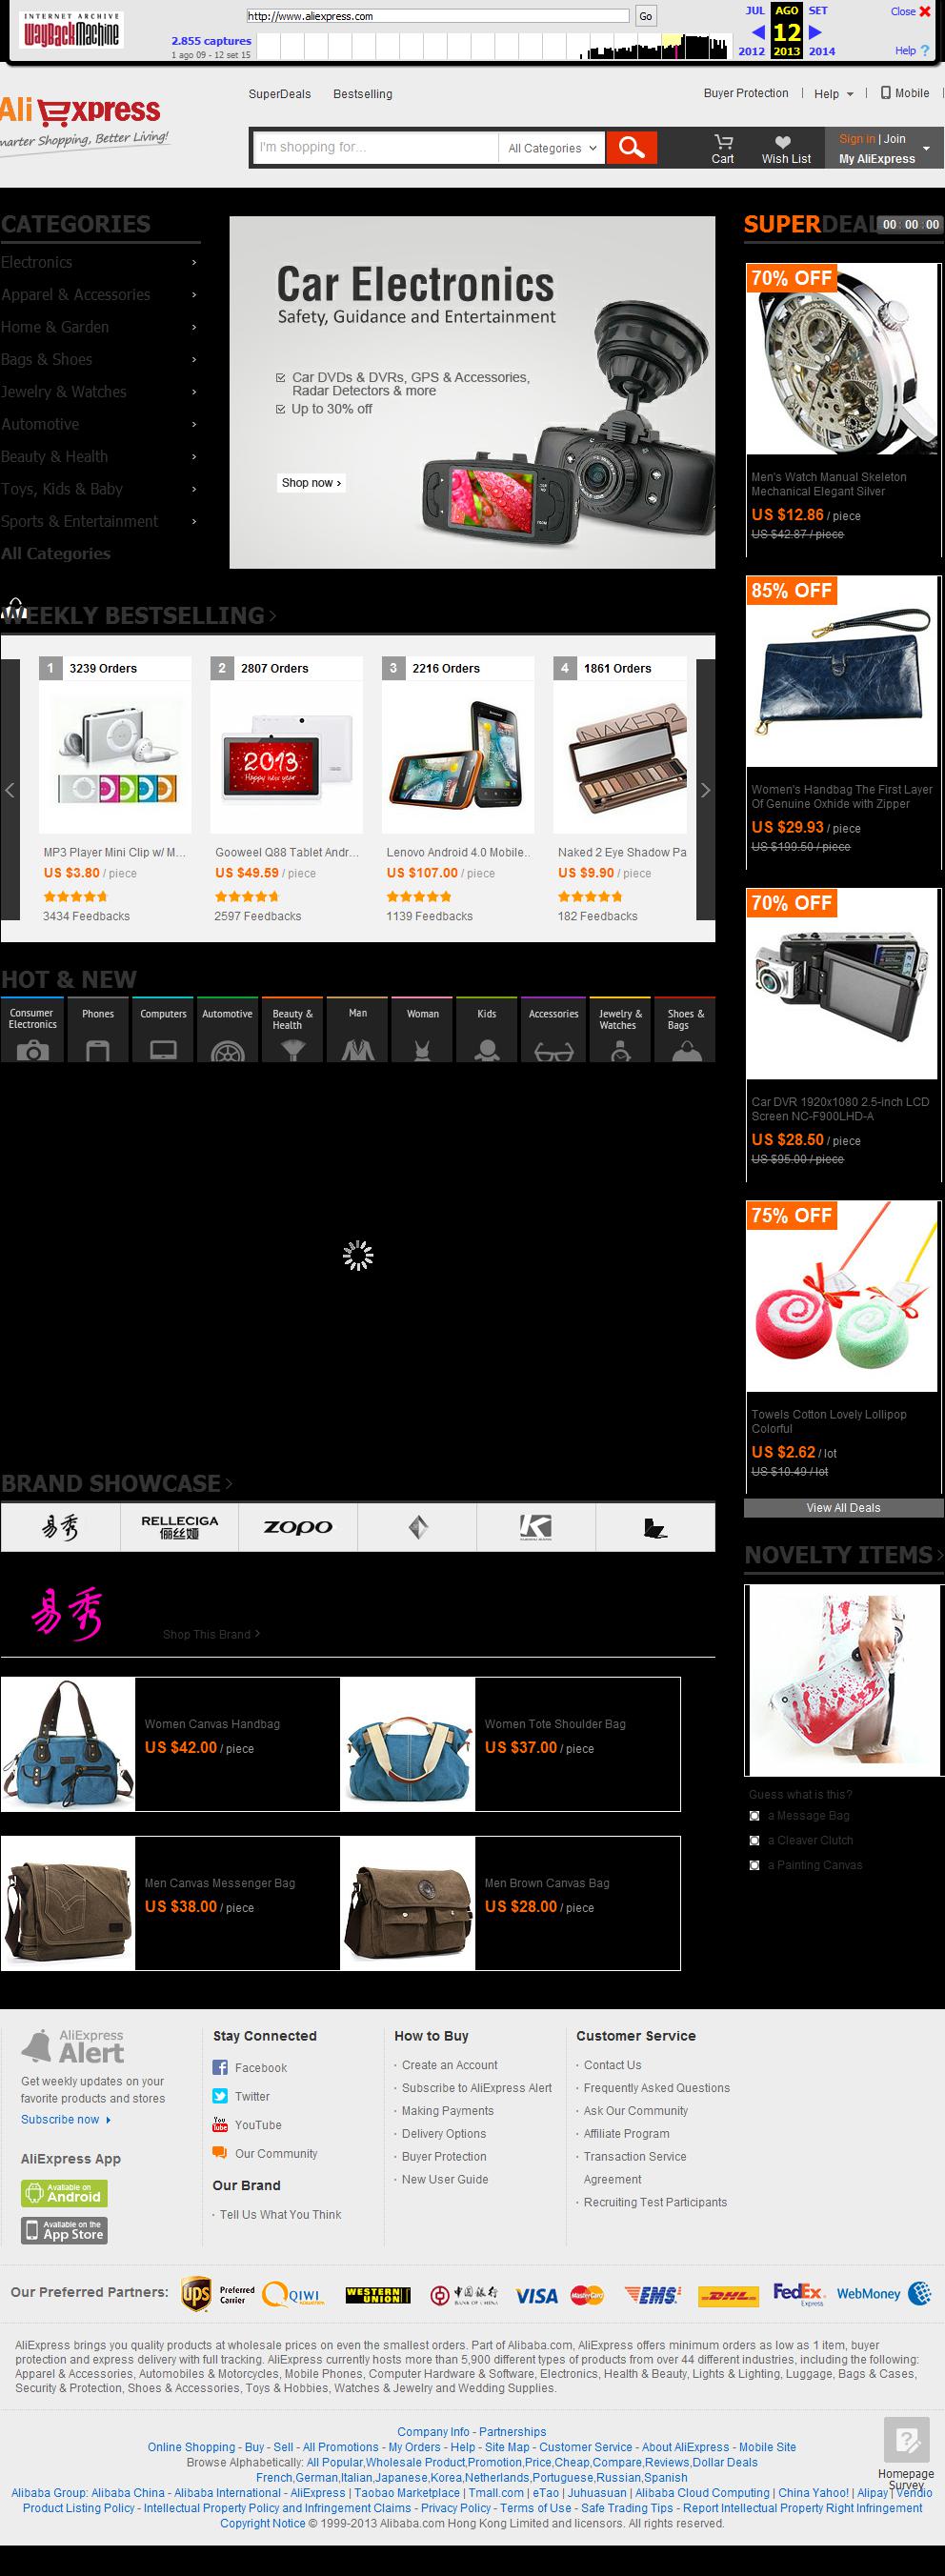 INTERNET ARCHIVE
WayBackMachine
http://www.aliexpress.com
Go
2.855 captures
1 ago 09 - 12 set 15
JUL
AGO
SET
12
2012
2013
2014
Close
Help
AliExpress
marter Shopping, Better Living!
SuperDeals
Bestselling
Buyer Protection
Help
Mobile
I'm shopping for...
All Categories
Cart
Wish List
Sign in | Join
My AliExpress
CATEGORIES
Electronics
Apparel & Accessories
Home & Garden
Bags & Shoes
Jewelry & Watches
Automotive
Beauty & Health
Toys, Kids & Baby
Sports & Entertainment
All Categories
Car Electronics
Safety, Guidance and Entertainment
Car DVDs & DVRs, GPS & Accessories,
Radar Detectors & more
Up to 30% off
Shop now ›
SUPERDEAL
00 : 00 : 00
70% OFF
Men's Watch Manual Skeleton
Mechanical Elegant Silver
US $12.86 / piece
US $42.87 / piece
85% OFF
Women's Handbag The First Layer
Of Genuine Oxhide with Zipper
US $29.93 / piece
US $199.50 / piece
70% OFF
Car DVR 1920x1080 2.5-inch LCD
Screen NC-F900LHD-A
US $28.50 / piece
US $95.00 / piece
75% OFF
Towels Cotton Lovely Lollipop
Colorful
US $2.62 / lot
US $10.49 / lot
View All Deals
WEEKLY BESTSELLING
1 3239 Orders
2 2807 Orders
3 2216 Orders
4 1861 Orders
2013
Happy new year
NAKED2
MP3 Player Mini Clip w/ M...
US $3.80 / piece
3434 Feedbacks
Gooweel Q88 Tablet Andr...
US $49.59 / piece
2597 Feedbacks
Lenovo Android 4.0 Mobile..
US $107.00 / piece
1139 Feedbacks
Naked 2 Eye Shadow Pa
US $9.90 / piece
182 Feedbacks
HOT & NEW
Consumer Electronics
Phones
Computers
Automotive
Beauty & Health
Man
Woman
Kids
Accessories
Jewelry & Watches
Shoes & Bags
BRAND SHOWCASE
易秀
RELLECIGA
俪丝娅
ZOPO
K
易秀
Shop This Brand
Women Canvas Handbag
US $42.00 / piece
Women Tote Shoulder Bag
US $37.00 / piece
Men Canvas Messenger Bag
US $38.00 / piece
Men Brown Canvas Bag
US $28.00 / piece
NOVELTY ITEMS
Guess what is this?
a Message Bag
a Cleaver Clutch
a Painting Canvas
AliExpress
Alert
Get weekly updates on your
favorite products and stores
Subscribe now
AliExpress App
Available on
Android
Available on the
App Store
Stay Connected
Facebook
Twitter
YouTube
Our Community
Our Brand
Tell Us What You Think
How to Buy
Create an Account
Subscribe to AliExpress Alert
Making Payments
Delivery Options
Buyer Protection
New User Guide
Customer Service
Contact Us
Frequently Asked Questions
Ask Our Community
Affiliate Program
Transaction Service
Agreement
Recruiting Test Participants
Our Preferred Partners:
ups
Preferred
Carrier
QIWI
WESTERN UNION
中国银行
BANK OF CHINA
VISA
MasterCard
EMS
DHL
FedEx
Express
WebMoney
AliExpress brings you quality products at wholesale prices on even the smallest orders. Part of Alibaba.com, AliExpress offers minimum orders as low as 1 item, buyer
protection and express delivery with full tracking. AliExpress currently hosts more than 5,900 different types of products from over 44 different industries, including the following:
Apparel & Accessories, Automobiles & Motorcycles, Mobile Phones, Computer Hardware & Software, Electronics, Health & Beauty, Lights & Lighting, Luggage, Bags & Cases,
Security & Protection, Shoes & Accessories, Toys & Hobbies, Watches & Jewelry and Wedding Supplies.
Company Info - Partnerships
Online Shopping - Buy - Sell - All Promotions - My Orders - Help - Site Map - Customer Service - About AliExpress - Mobile Site
Browse Alphabetically: All Popular,Wholesale Product,Promotion,Price,Cheap,Compare,Reviews,Dollar Deals
French,German,Italian,Japanese,Korea,Netherlands,Portuguese,Russian,Spanish
Alibaba Group: Alibaba China - Alibaba International - AliExpress | Taobao Marketplace | Tmall.com | eTao | Juhuasuan | Alibaba Cloud Computing | China Yahoo! | Alipay | Vendio
Product Listing Policy - Intellectual Property Policy and Infringement Claims - Privacy Policy - Terms of Use - Safe Trading Tips - Report Intellectual Property Right Infringement
Copyright Notice © 1999-2013 Alibaba.com Hong Kong Limited and licensors. All rights reserved.
Homepage
Survey